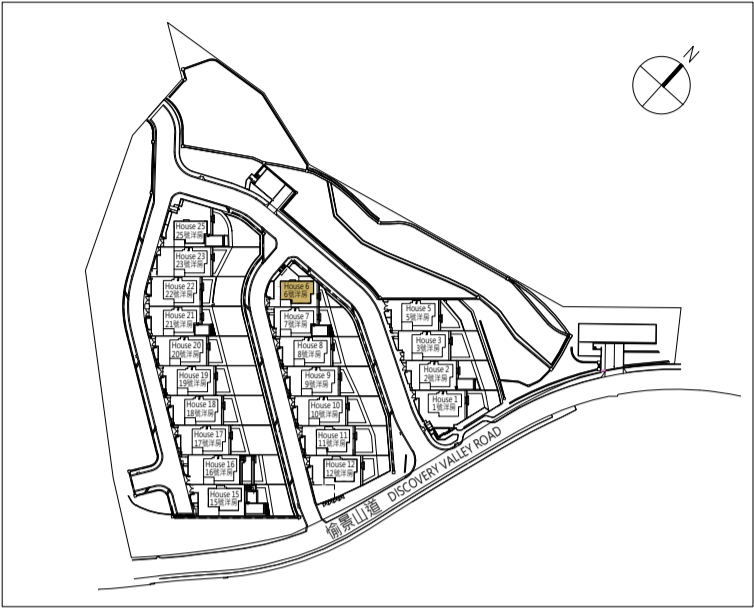 N
House 25
25號洋房
House 23
23號洋房
House 22
22號洋房
House 21
21號洋房
House 20
20號洋房
House 19
19號洋房
House 18
18號洋房
House 17
17號洋房
House 16
16號洋房
House 15
15號洋房
House 6
6號洋房
House 7
7號洋房
House 8
8號洋房
House 9
9號洋房
House 10
10號洋房
House 11
11號洋房
House 12
12號洋房
House 5
5號洋房
House 3
3號洋房
House 2
2號洋房
House 1
1號洋房
愉景山道 DISCOVERY VALLEY ROAD